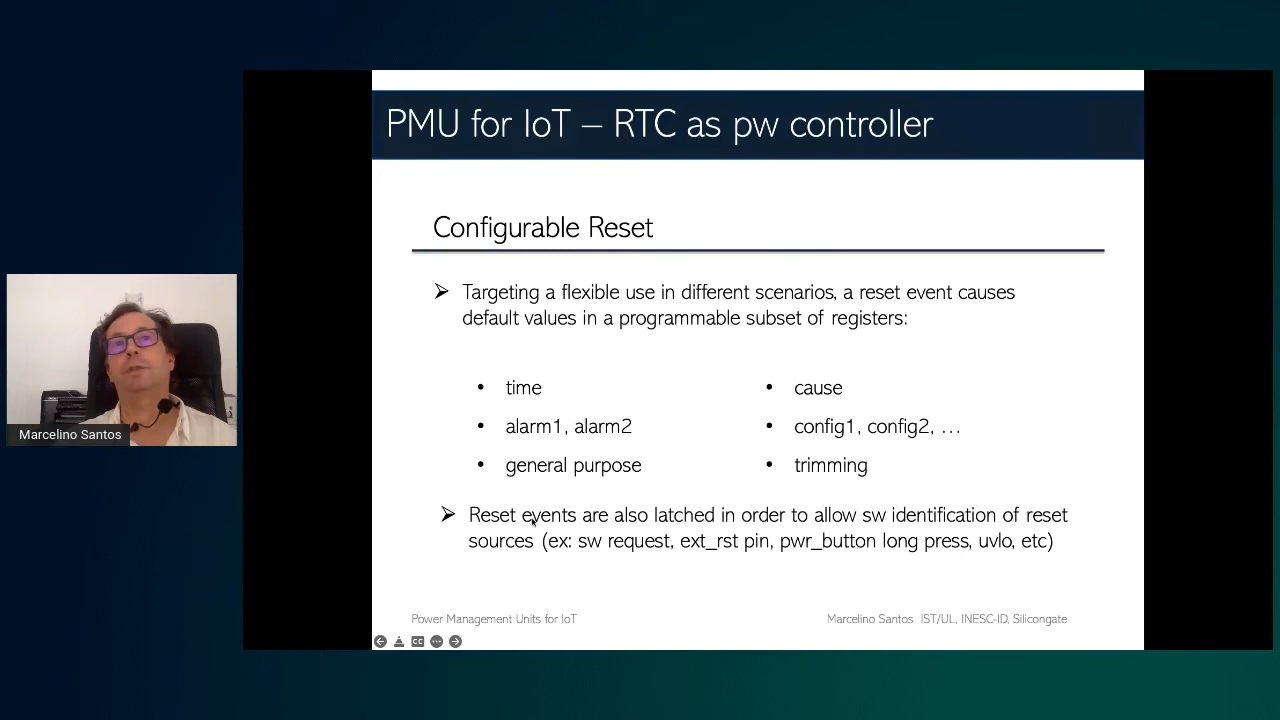 PMU for IoT – RTC as pw controller
Configurable Reset
➢ Targeting a flexible use in different scenarios, a reset event causes
default values in a programmable subset of registers:
• time
• alarm1, alarm2
• general purpose
• cause
• config1, config2, …
• trimming
➢ Reset events are also latched in order to allow sw identification of reset
sources (ex: sw request, ext_rst pin, pwr_button long press, uvlo, etc)
Power Management Units for IoT
Marcelino Santos IST/UL, INESC-ID, Silicongate
CC
Marcelino Santos